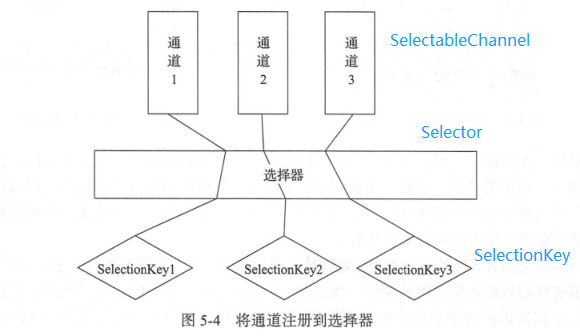 通道1
通道2
通道3
SelectableChannel
Selector
选择器
SelectionKey
SelectionKey1
SelectionKey2
SelectionKey3
图 5-4 将通道注册到选择器